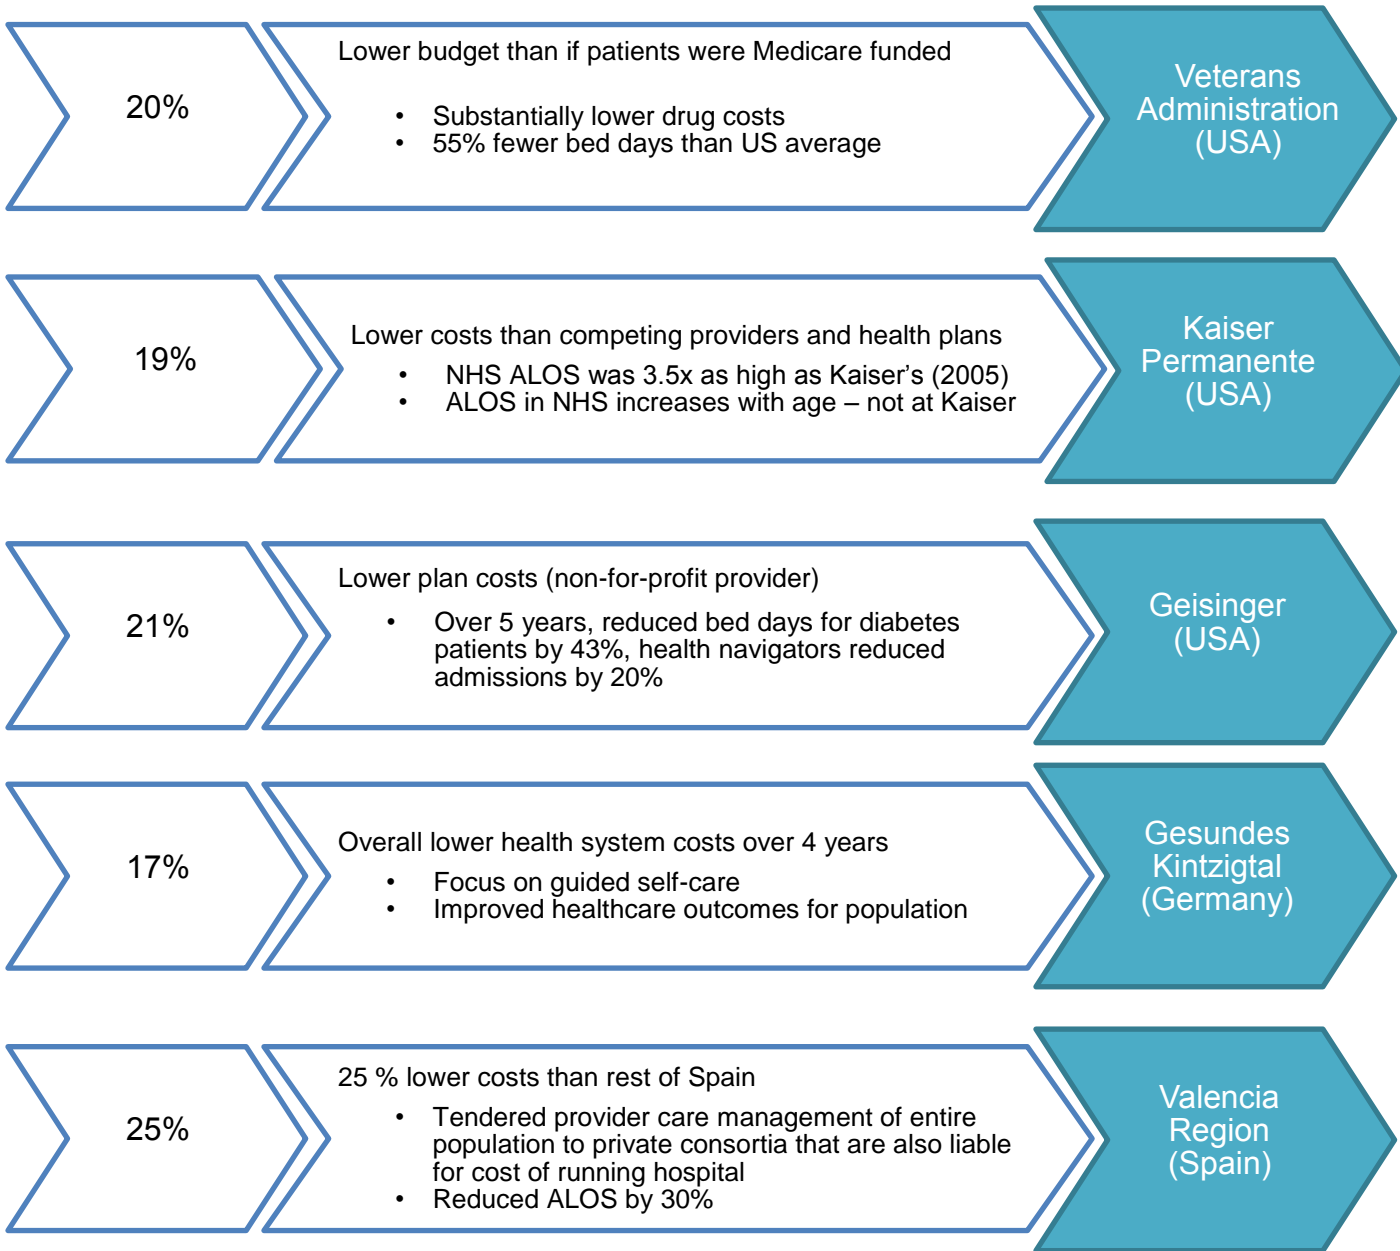 20%
Lower budget than if patients were Medicare funded
• Substantially lower drug costs
• 55% fewer bed days than US average
Veterans
Administration
(USA)
19%
Lower costs than competing providers and health plans
• NHS ALOS was 3.5x as high as Kaiser's (2005)
• ALOS in NHS increases with age – not at Kaiser
Kaiser
Permanente
(USA)
21%
Lower plan costs (non-for-profit provider)
• Over 5 years, reduced bed days for diabetes
patients by 43%, health navigators reduced
admissions by 20%
Geisinger
(USA)
17%
Overall lower health system costs over 4 years
• Focus on guided self-care
• Improved healthcare outcomes for population
Gesundes
Kintzigtal
(Germany)
25%
25 % lower costs than rest of Spain
• Tendered provider care management of entire
population to private consortia that are also liable
for cost of running hospital
• Reduced ALOS by 30%
Valencia
Region
(Spain)